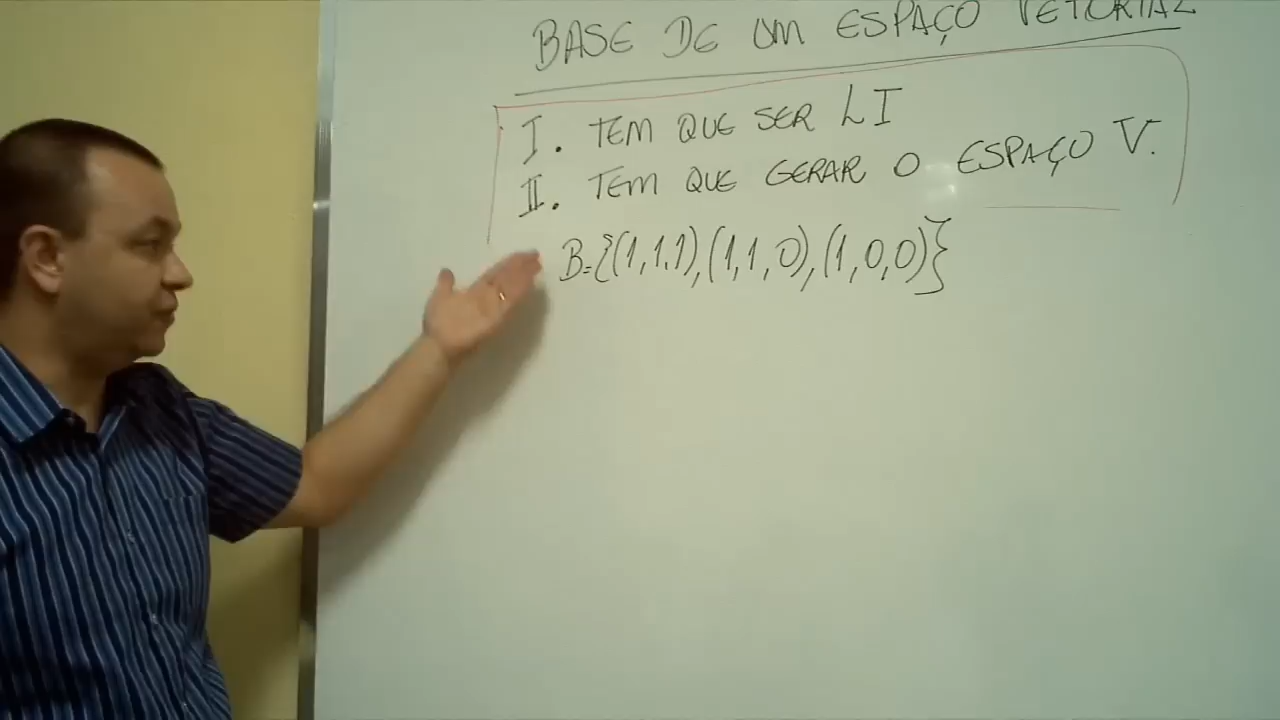 BASE DE UM ESPAÇO VETORIAL
I. TEM QUE SER LI
II. TEM QUE GERAR O ESPAÇO V.
B={(1,1,1),(1,1,0),(1,0,0)}